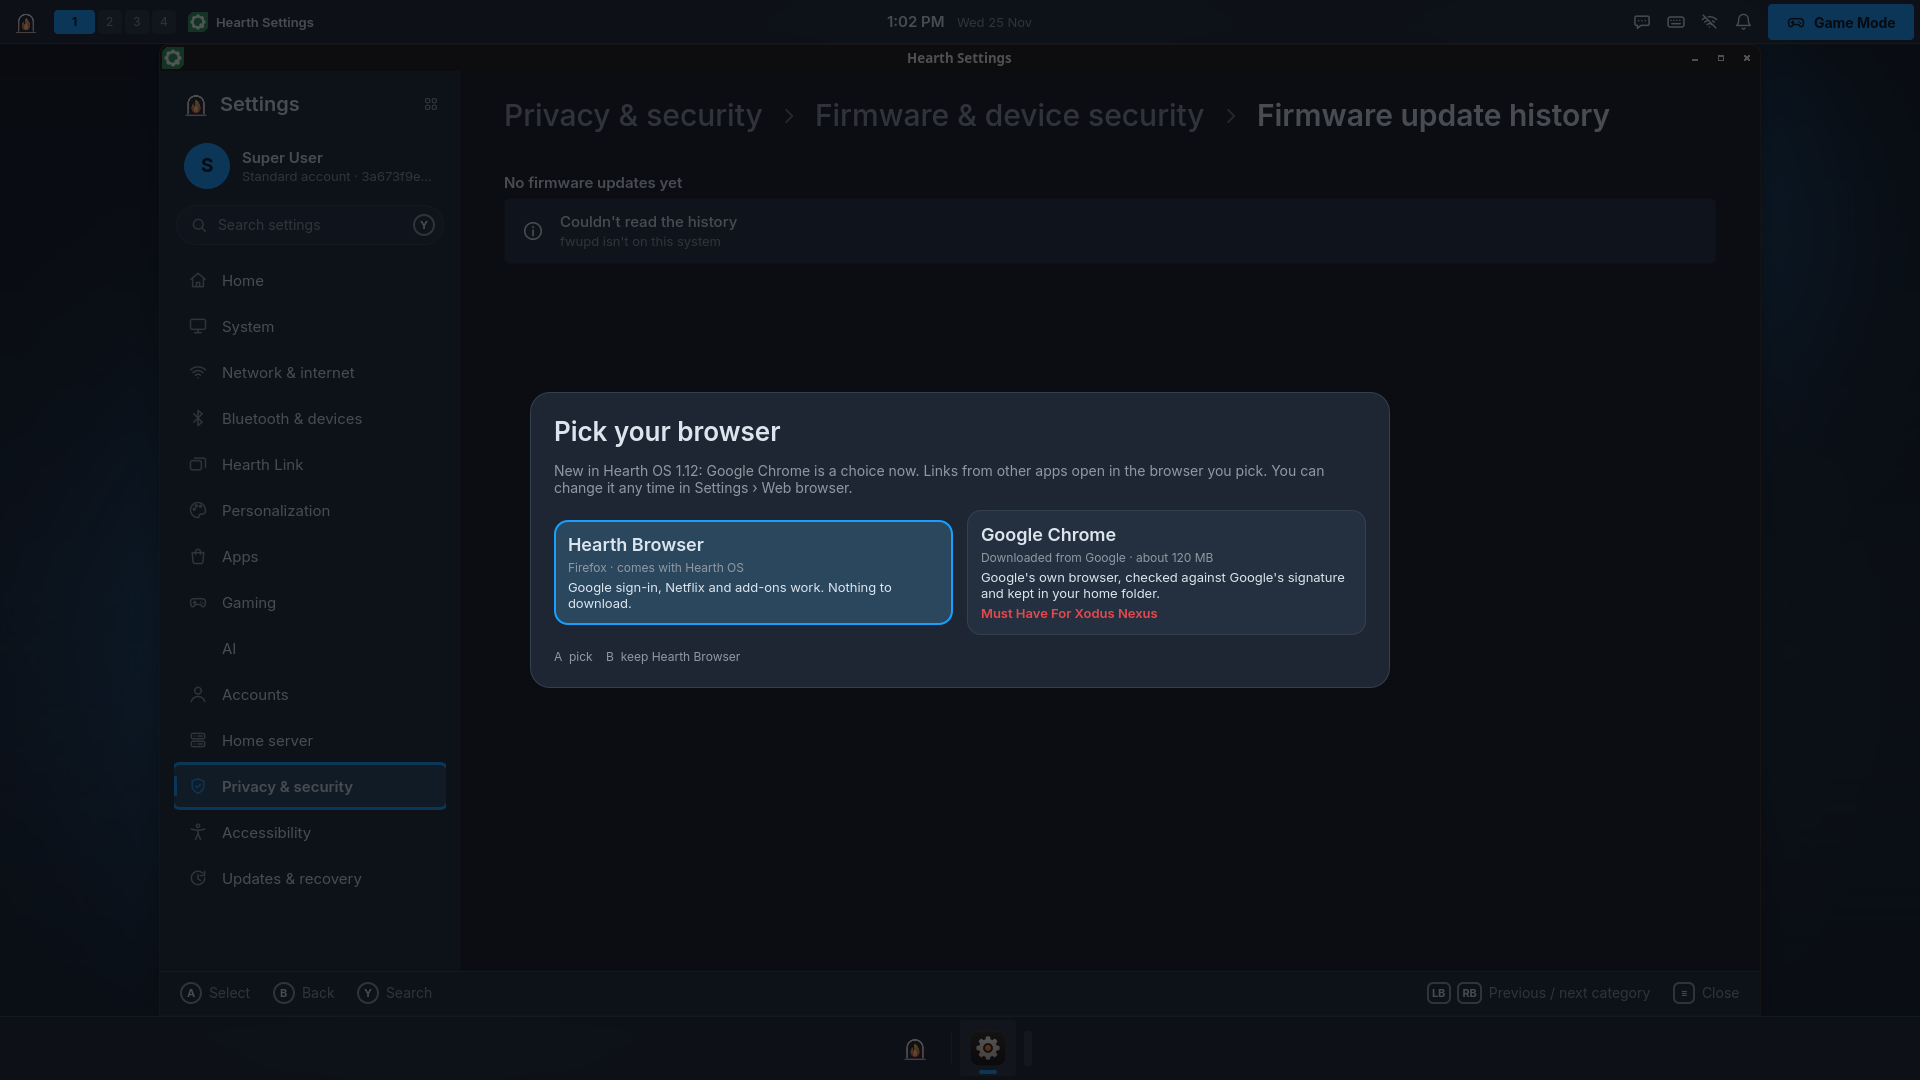 1 2 3 4 Hearth Settings
1:02 PM Wed 25 Nov
Game Mode
Hearth Settings
Settings
S
Super User
Standard account · 3a673f9e...
Search settings Y
Home
System
Network & internet
Bluetooth & devices
Hearth Link
Personalization
Apps
Gaming
AI
Accounts
Home server
Privacy & security
Accessibility
Updates & recovery
Privacy & security > Firmware & device security > Firmware update history
No firmware updates yet
Couldn't read the history
fwupd isn't on this system
Pick your browser
New in Hearth OS 1.12: Google Chrome is a choice now. Links from other apps open in the browser you pick. You can
change it any time in Settings › Web browser.
Hearth Browser
Firefox · comes with Hearth OS
Google sign-in, Netflix and add-ons work. Nothing to
download.
Google Chrome
Downloaded from Google · about 120 MB
Google's own browser, checked against Google's signature
and kept in your home folder.
Must Have For Xodus Nexus
A pick B keep Hearth Browser
A Select B Back Y Search
LB RB Previous / next category ≡ Close